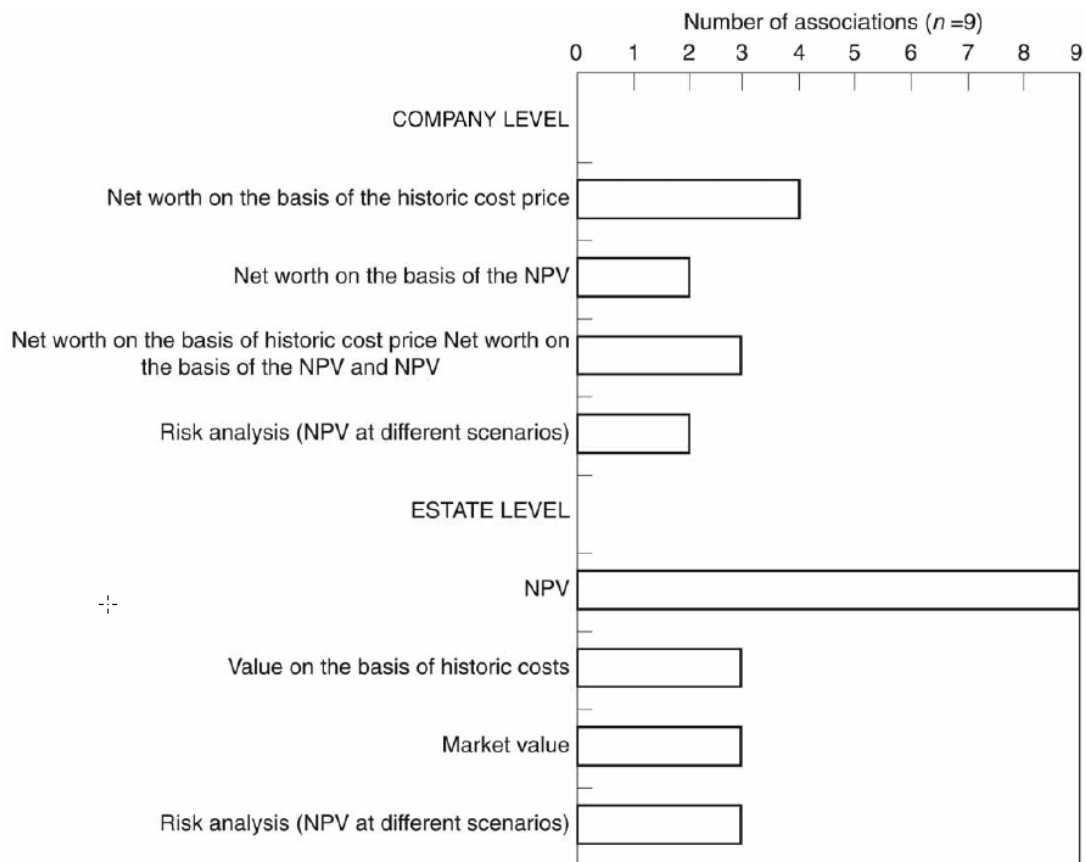 Number of associations (n =9)
0 1 2 3 4 5 6 7 8 9
COMPANY LEVEL
Net worth on the basis of the historic cost price
Net worth on the basis of the NPV
Net worth on the basis of historic cost price Net worth on
the basis of the NPV and NPV
Risk analysis (NPV at different scenarios)
ESTATE LEVEL
NPV
Value on the basis of historic costs
Market value
Risk analysis (NPV at different scenarios)